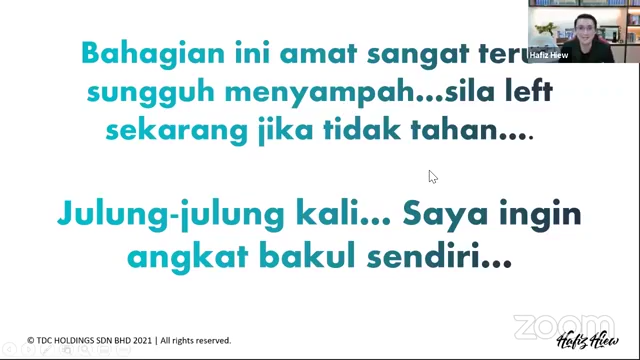 Bahagian ini amat sangat
sungguh menyampah...sila left
sekarang jika tidak tahan....
Julung-julung kali... Saya ingin
angkat bakul sendiri...
Hafiz Hiew
zoom
© TDC HOLDINGS SDN BHD 2021 | All rights reserved.
Hafiz Hiew